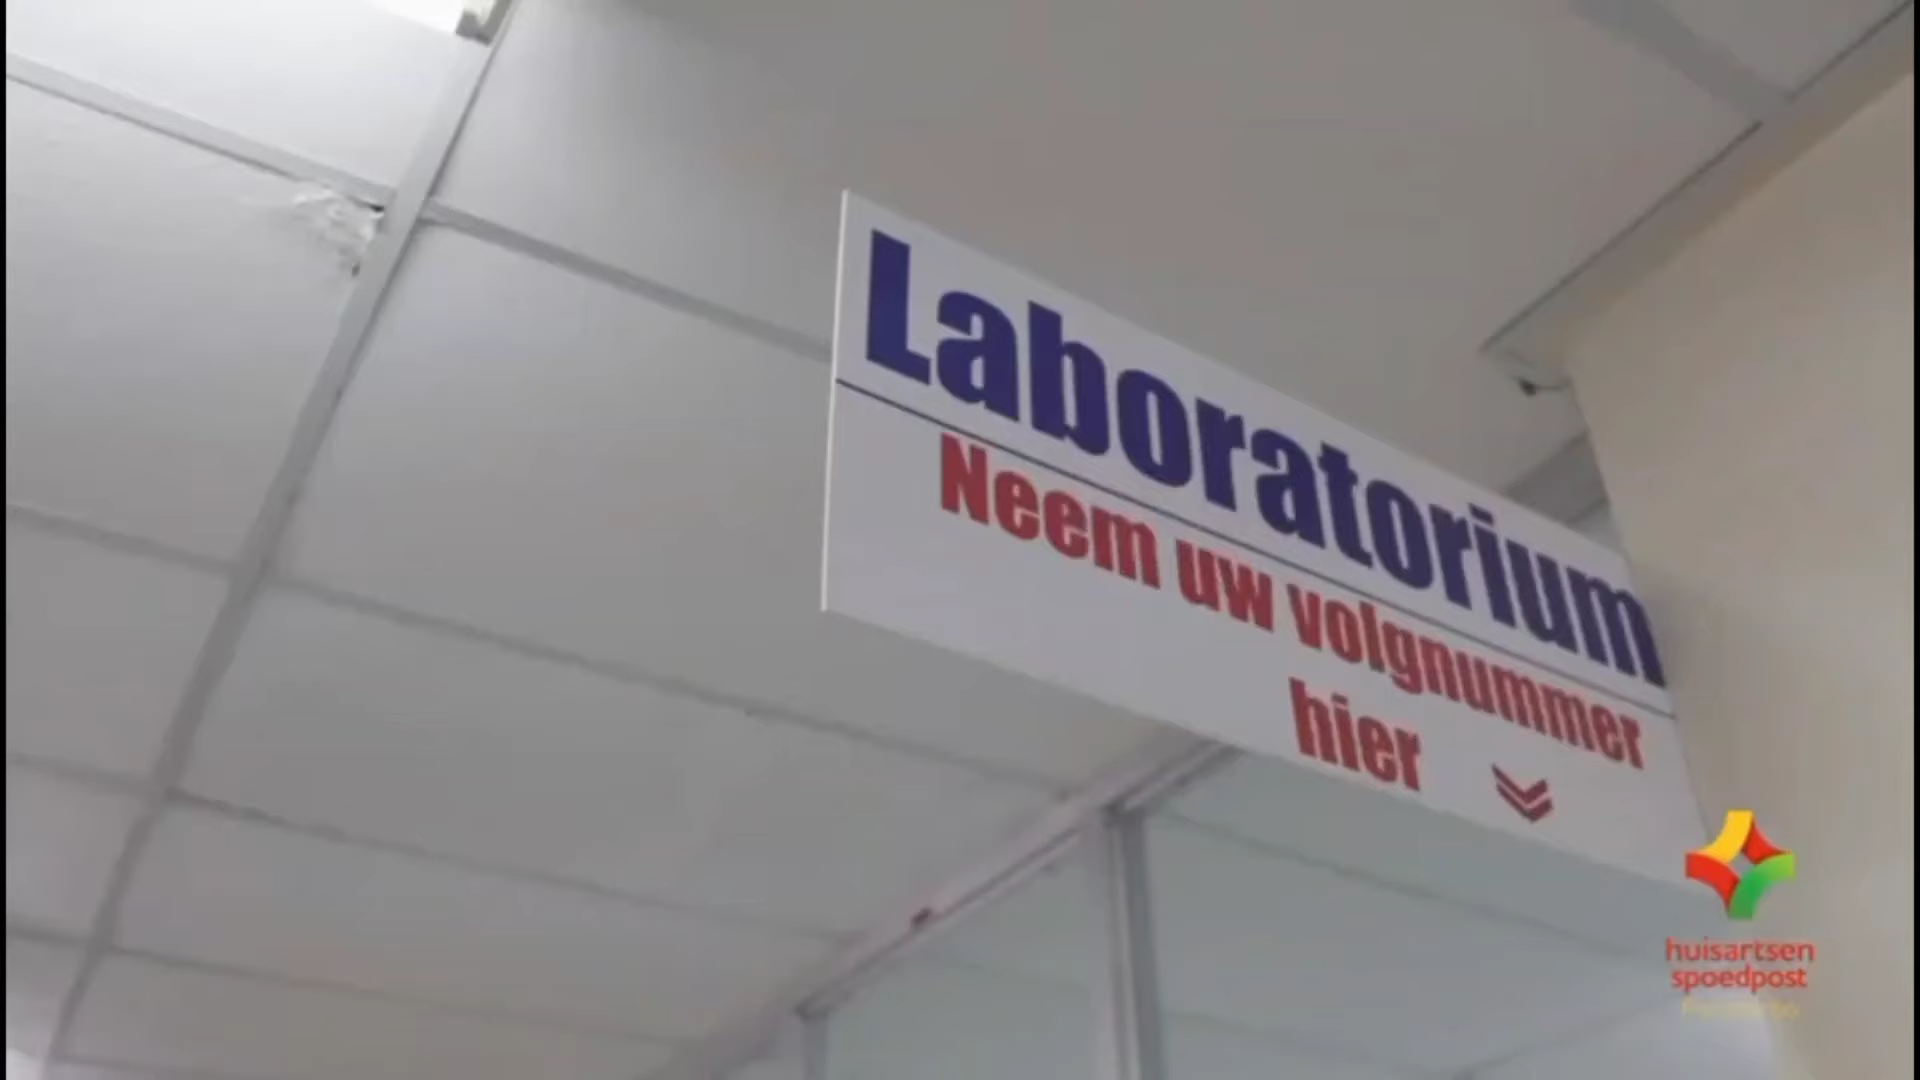 Laboratorium
Neem uw volgnummer
hier
huisartsen
spoedpost